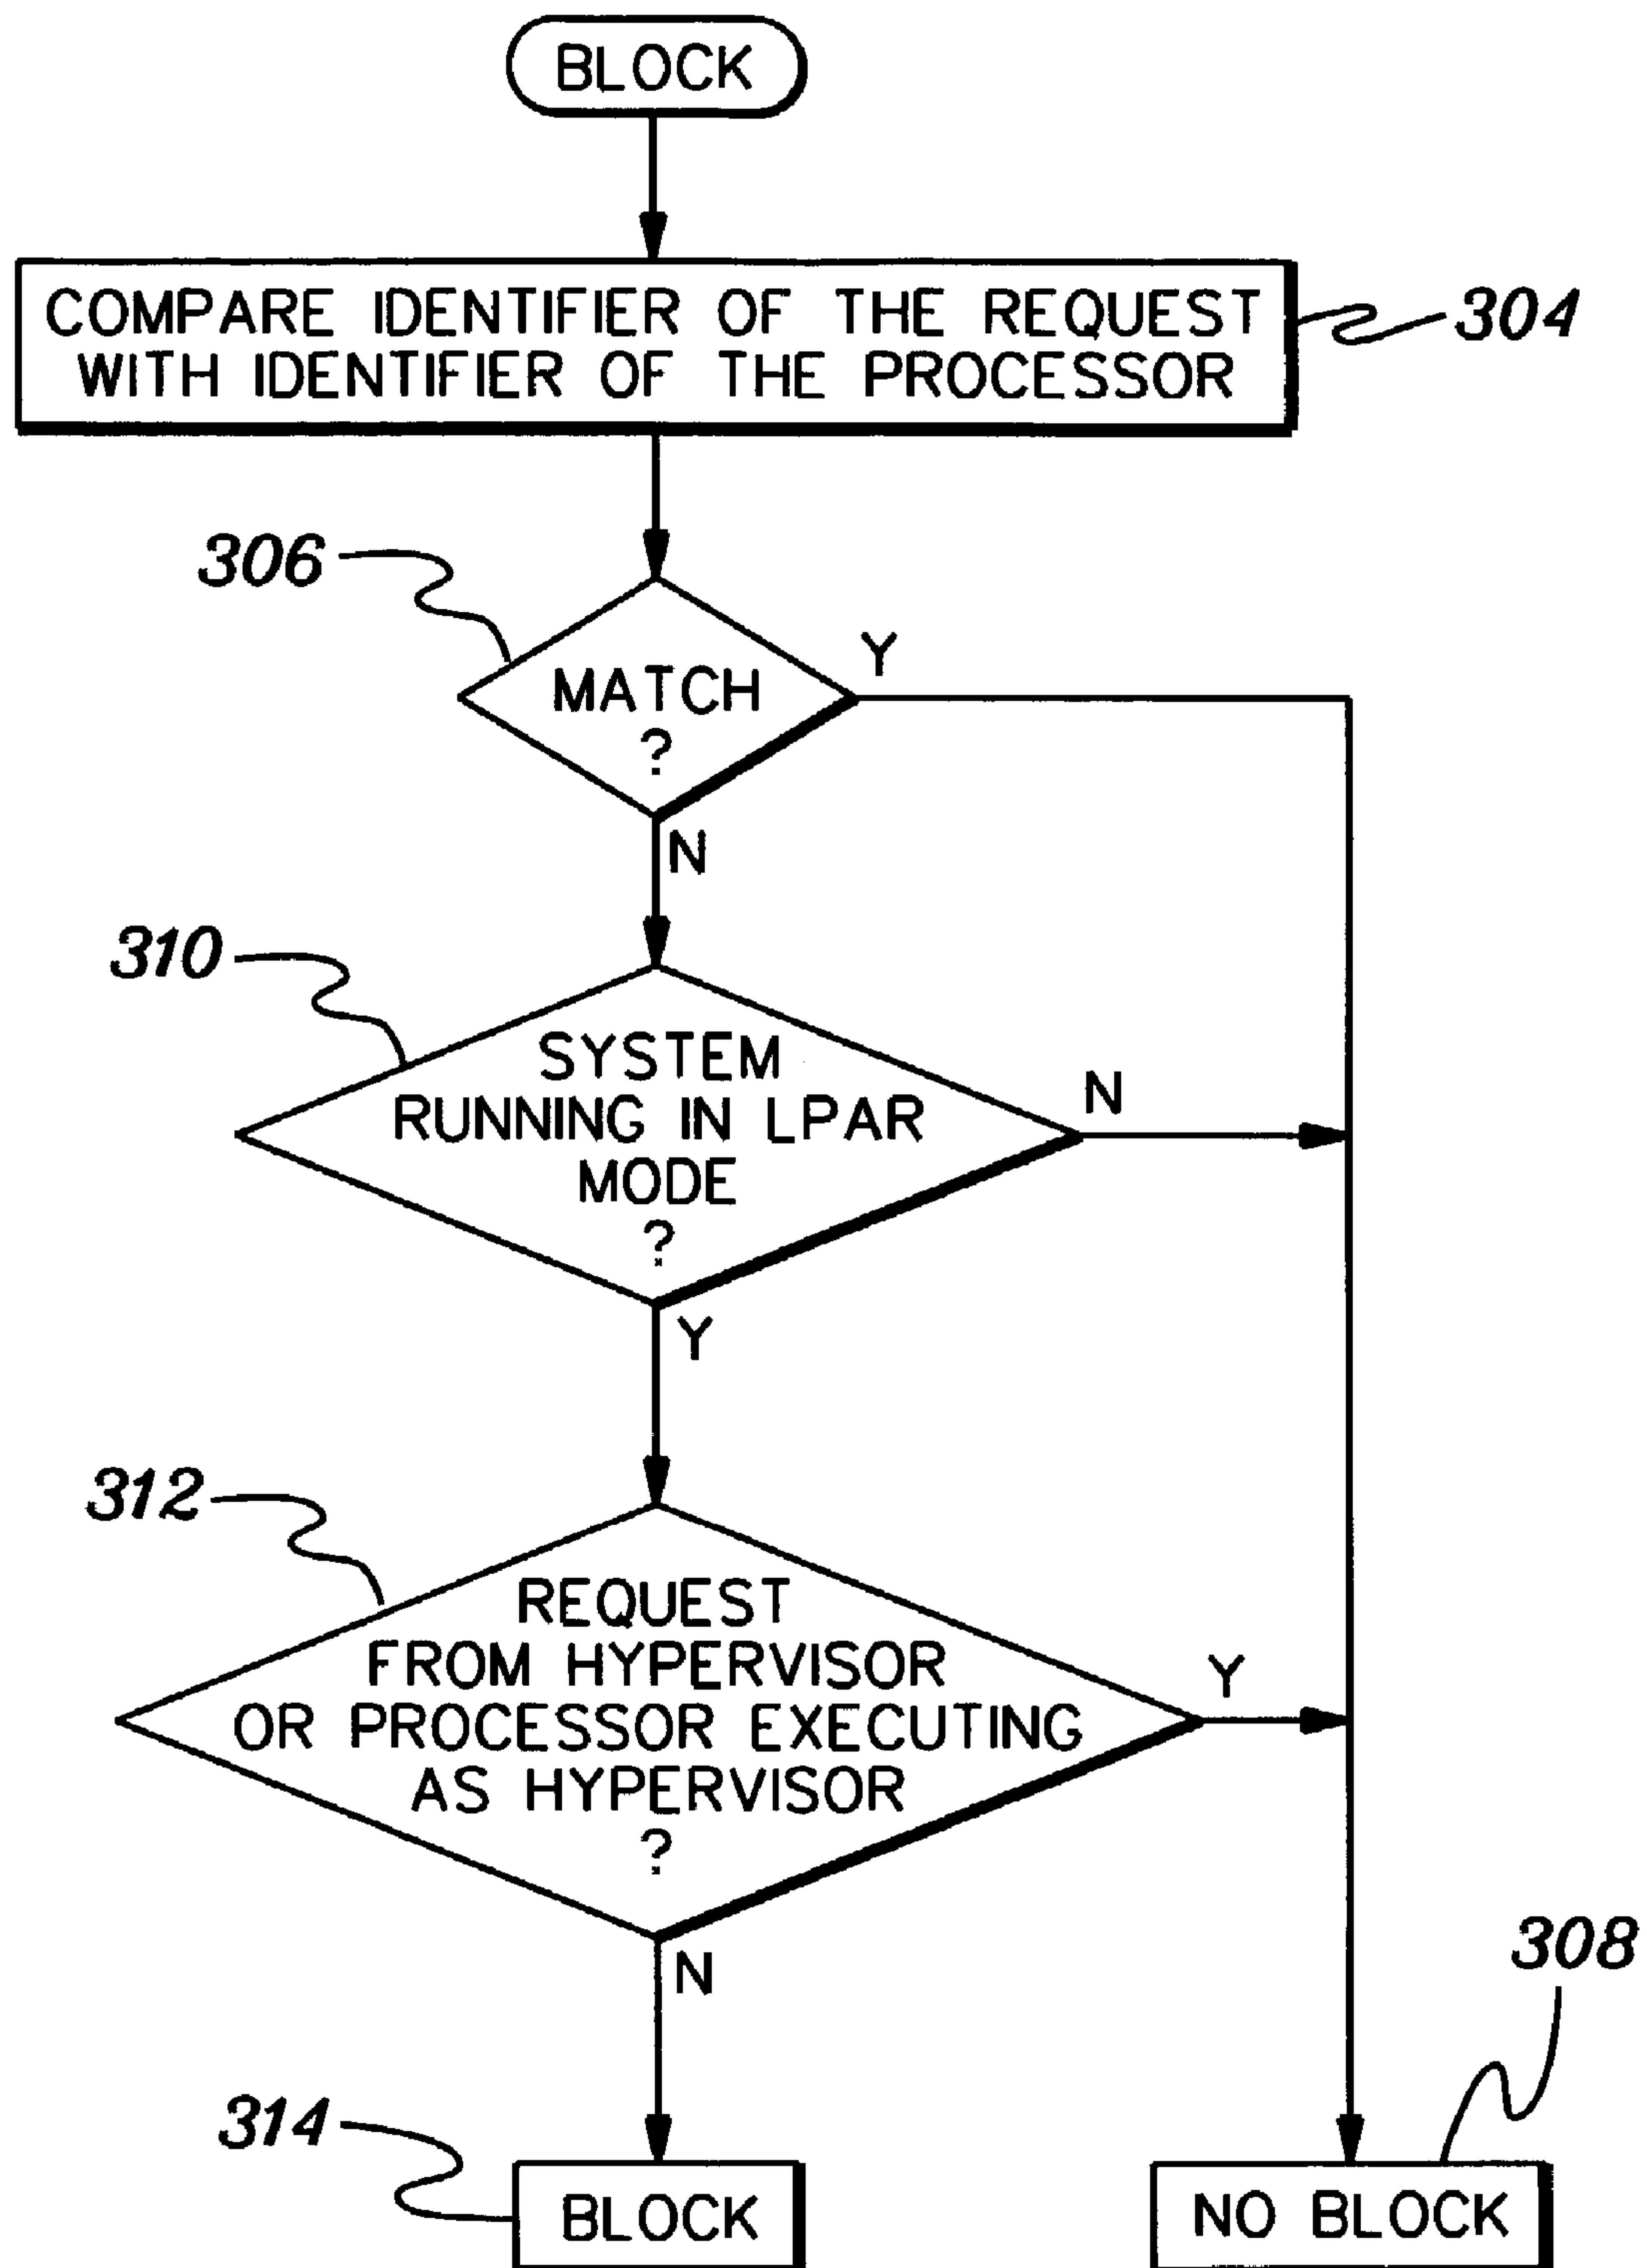 BLOCK
COMPARE IDENTIFIER OF THE REQUEST
WITH IDENTIFIER OF THE PROCESSOR
304
306
MATCH
?
Y
N
310
SYSTEM
RUNNING IN LPAR
MODE
?
N
Y
312
REQUEST
FROM HYPERVISOR
OR PROCESSOR EXECUTING
AS HYPERVISOR
?
Y
N
308
314
BLOCK
NO BLOCK